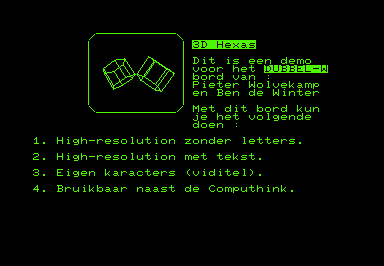 3D Hexas
Dit is een demo
voor het DUBBEL-W
bord van :
Pieter Wolvekamp
en Ben de Winter
Met dit bord kun
je het volgende
doen :
1. High-resolution zonder letters.
2. High-resolution met tekst.
3. Eigen karacters (viditel).
4. Bruikbaar naast de Computhink.